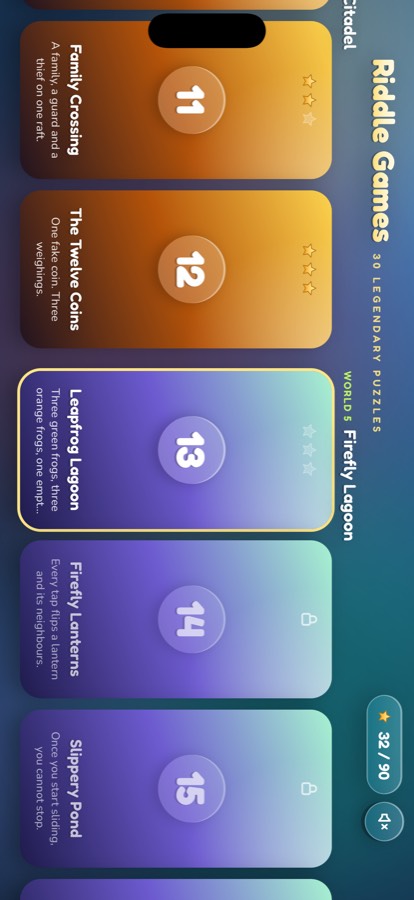 Riddle Games
30 LEGENDARY PUZZLES
32 / 90
Citadel
WORLD 5 Firefly Lagoon
11
Family Crossing
A family, a guard and a
thief on one raft.
12
The Twelve Coins
One fake coin. Three
weighings.
13
Leapfrog Lagoon
Three green frogs, three
orange frogs, one empt...
14
Firefly Lanterns
Every tap flips a lantern
and its neighbours.
15
Slippery Pond
Once you start sliding,
you cannot stop.